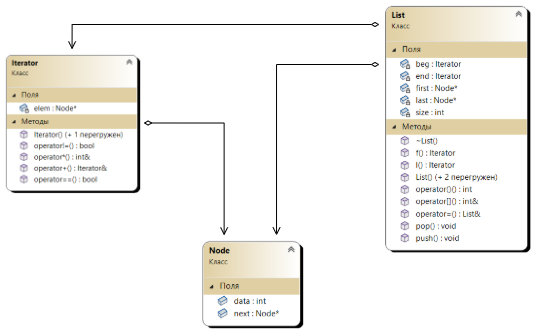 List
Класс
Поля
beg : Iterator
end : Iterator
first : Node*
last : Node*
size : int
Методы
~List()
f() : Iterator
l() : Iterator
List() (+ 2 перегружен)
operator()() : int
operator[]() : int&
operator=() : List&
pop() : void
push() : void
Iterator
Класс
Поля
elem : Node*
Методы
Iterator() (+ 1 перегружен)
operator!=() : bool
operator*() : int&
operator+() : Iterator&
operator==() : bool
Node
Класс
Поля
data : int
next : Node*